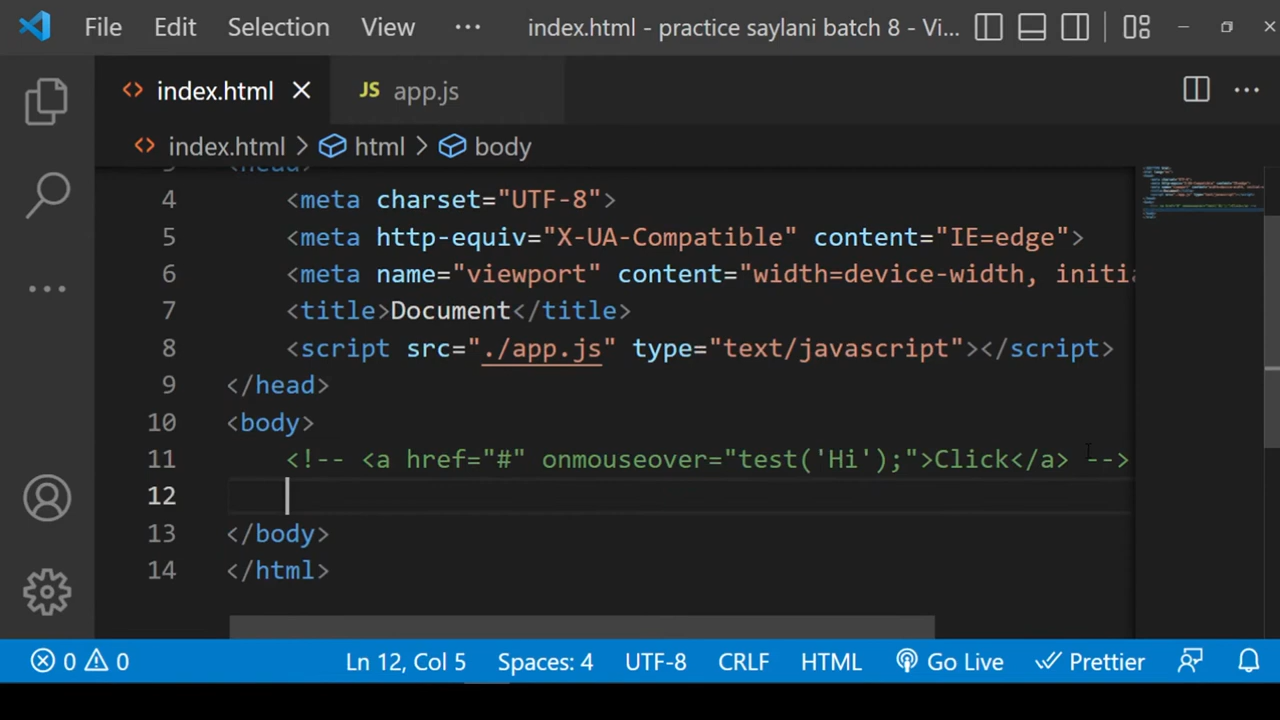 File Edit Selection View ··· index.html - practice saylani batch 8 - Vi...
index.html JS app.js
index.html > html > body
3 <head>
4 <meta charset="UTF-8">
5 <meta http-equiv="X-UA-Compatible" content="IE=edge">
6 <meta name="viewport" content="width=device-width, initia
7 <title>Document</title>
8 <script src="./app.js" type="text/javascript"></script>
9 </head>
10 <body>
11 <!-- <a href="#" onmouseover="test('Hi');">Click</a> -->
12
13 </body>
14 </html>
0 0 Ln 12, Col 5 Spaces: 4 UTF-8 CRLF HTML Go Live Prettier